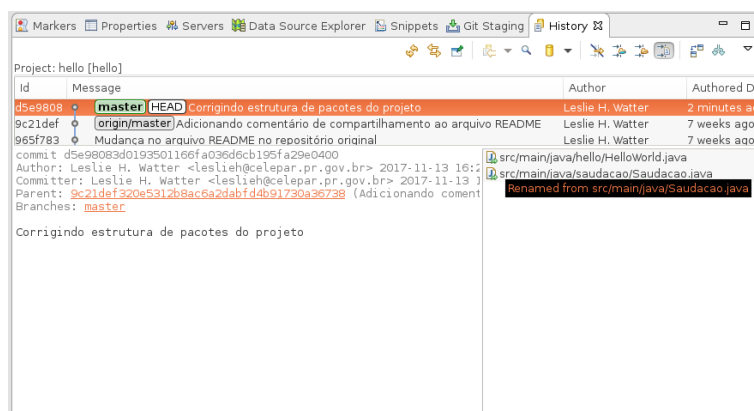 Markers Properties Servers Data Source Explorer Snippets Git Staging History
Project: hello [hello]
Id Message Author Authored D
d5e9808 master HEAD Corrigindo estrutura de pacotes do projeto Leslie H. Watter 2 minutes a
9c21def origin/master Adicionando comentário de compartilhamento ao arquivo README Leslie H. Watter 7 weeks ago
965f783 Mudança no arquivo README no repositório original Leslie H. Watter 7 weeks ago
commit d5e98083d0193501166fa036d6cb195fa29e0400
Author: Leslie H. Watter <leslieh@celepar.pr.gov.br> 2017-11-13 16:2
Committer: Leslie H. Watter <leslieh@celepar.pr.gov.br> 2017-11-13 1
Parent: 9c21def320e5312b8ac6a2dabfd4b91730a36738 (Adicionando coment
Branches: master
Corrigindo estrutura de pacotes do projeto
src/main/java/hello/HelloWorld.java
src/main/java/saudacao/Saudacao.java
Renamed from src/main/java/Saudacao.java